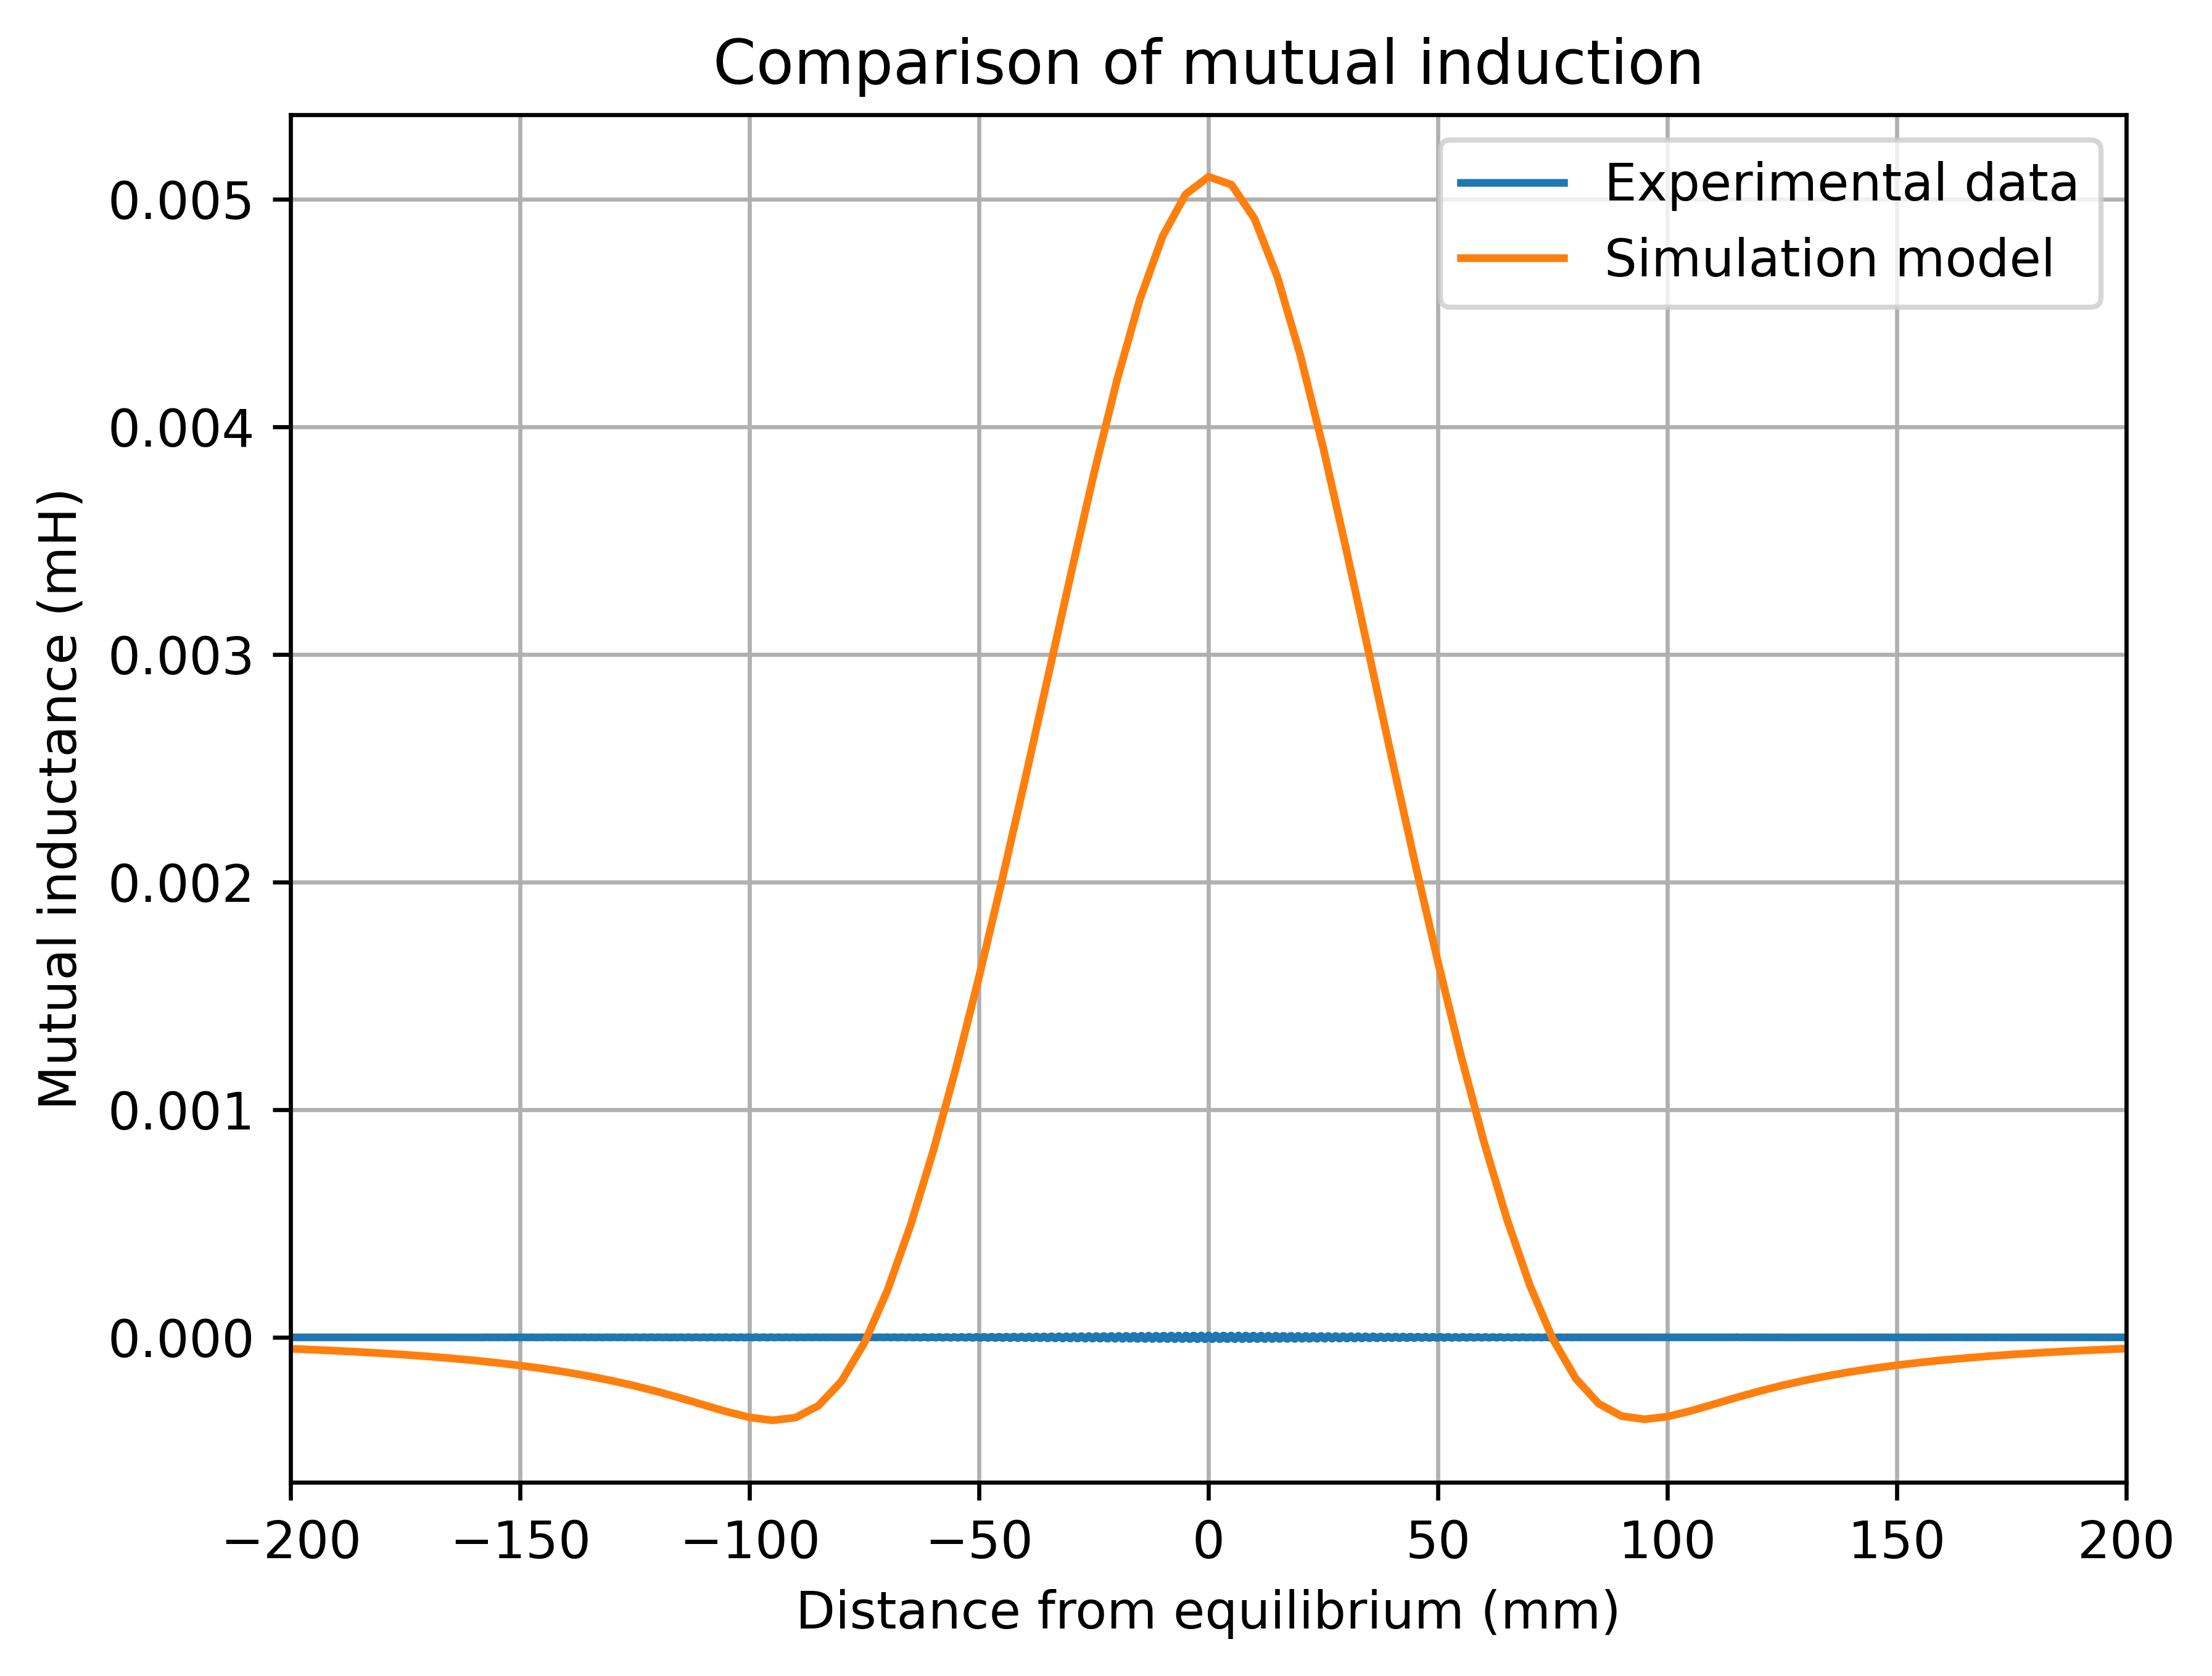 Comparison of mutual induction
Experimental data
Simulation model
Mutual inductance (mH)
0.005
0.004
0.003
0.002
0.001
0.000
−200 −150 −100 −50 0 50 100 150 200
Distance from equilibrium (mm)